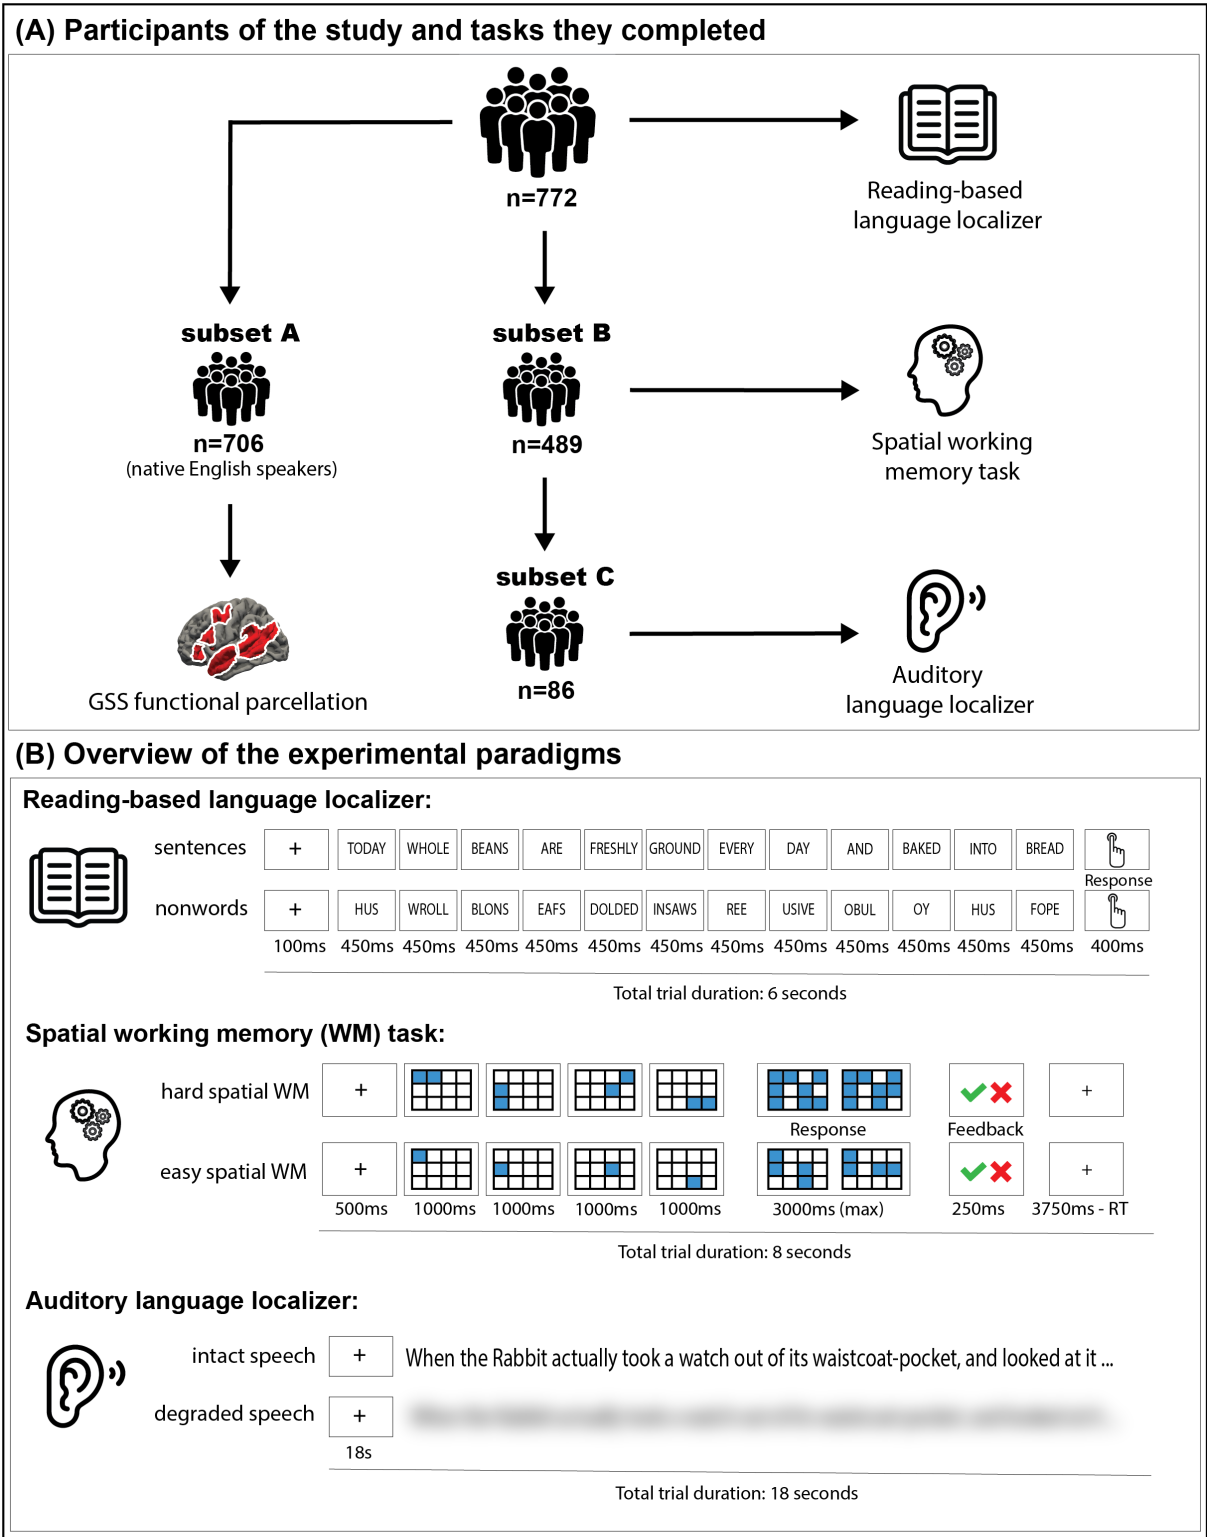 (A) Participants of the study and tasks they completed
n=772
Reading-based
language localizer
subset A
n=706
(native English speakers)
subset B
n=489
Spatial working
memory task
GSS functional parcellation
subset C
n=86
Auditory
language localizer
(B) Overview of the experimental paradigms
Reading-based language localizer:
sentences + TODAY WHOLE BEANS ARE FRESHLY GROUND EVERY DAY AND BAKED INTO BREAD
Response
nonwords + HUS WROLL BLONS EAFS DOLDED INSAWS REE USIVE OBUL OY HUS FOPE
100ms 450ms 450ms 450ms 450ms 450ms 450ms 450ms 450ms 450ms 450ms 450ms 450ms 400ms
Total trial duration: 6 seconds
Spatial working memory (WM) task:
hard spatial WM + +
Response Feedback
easy spatial WM + +
500ms 1000ms 1000ms 1000ms 1000ms 3000ms (max) 250ms 3750ms - RT
Total trial duration: 8 seconds
Auditory language localizer:
intact speech + When the Rabbit actually took a watch out of its waistcoat-pocket, and looked at it ...
degraded speech +
18s
Total trial duration: 18 seconds